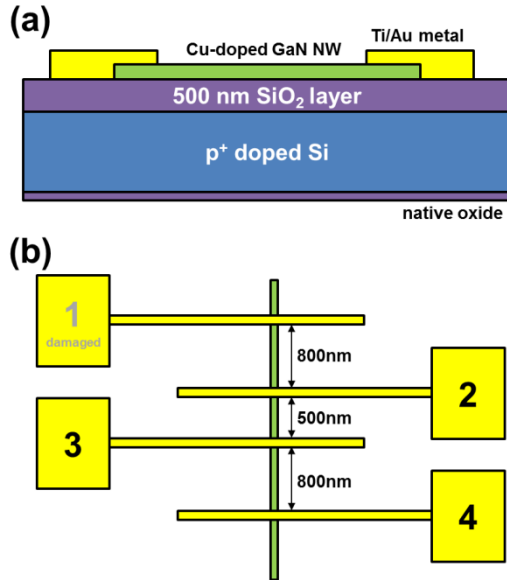 (a)
Cu-doped GaN NW
Ti/Au metal
500 nm SiO₂ layer
p⁺ doped Si
native oxide
(b)
1
damaged
800nm
2
500nm
3
800nm
4